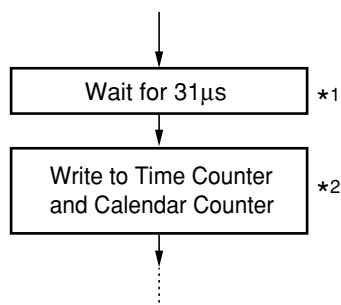 Wait for 31μs
*1
Write to Time Counter
and Calendar Counter
*2